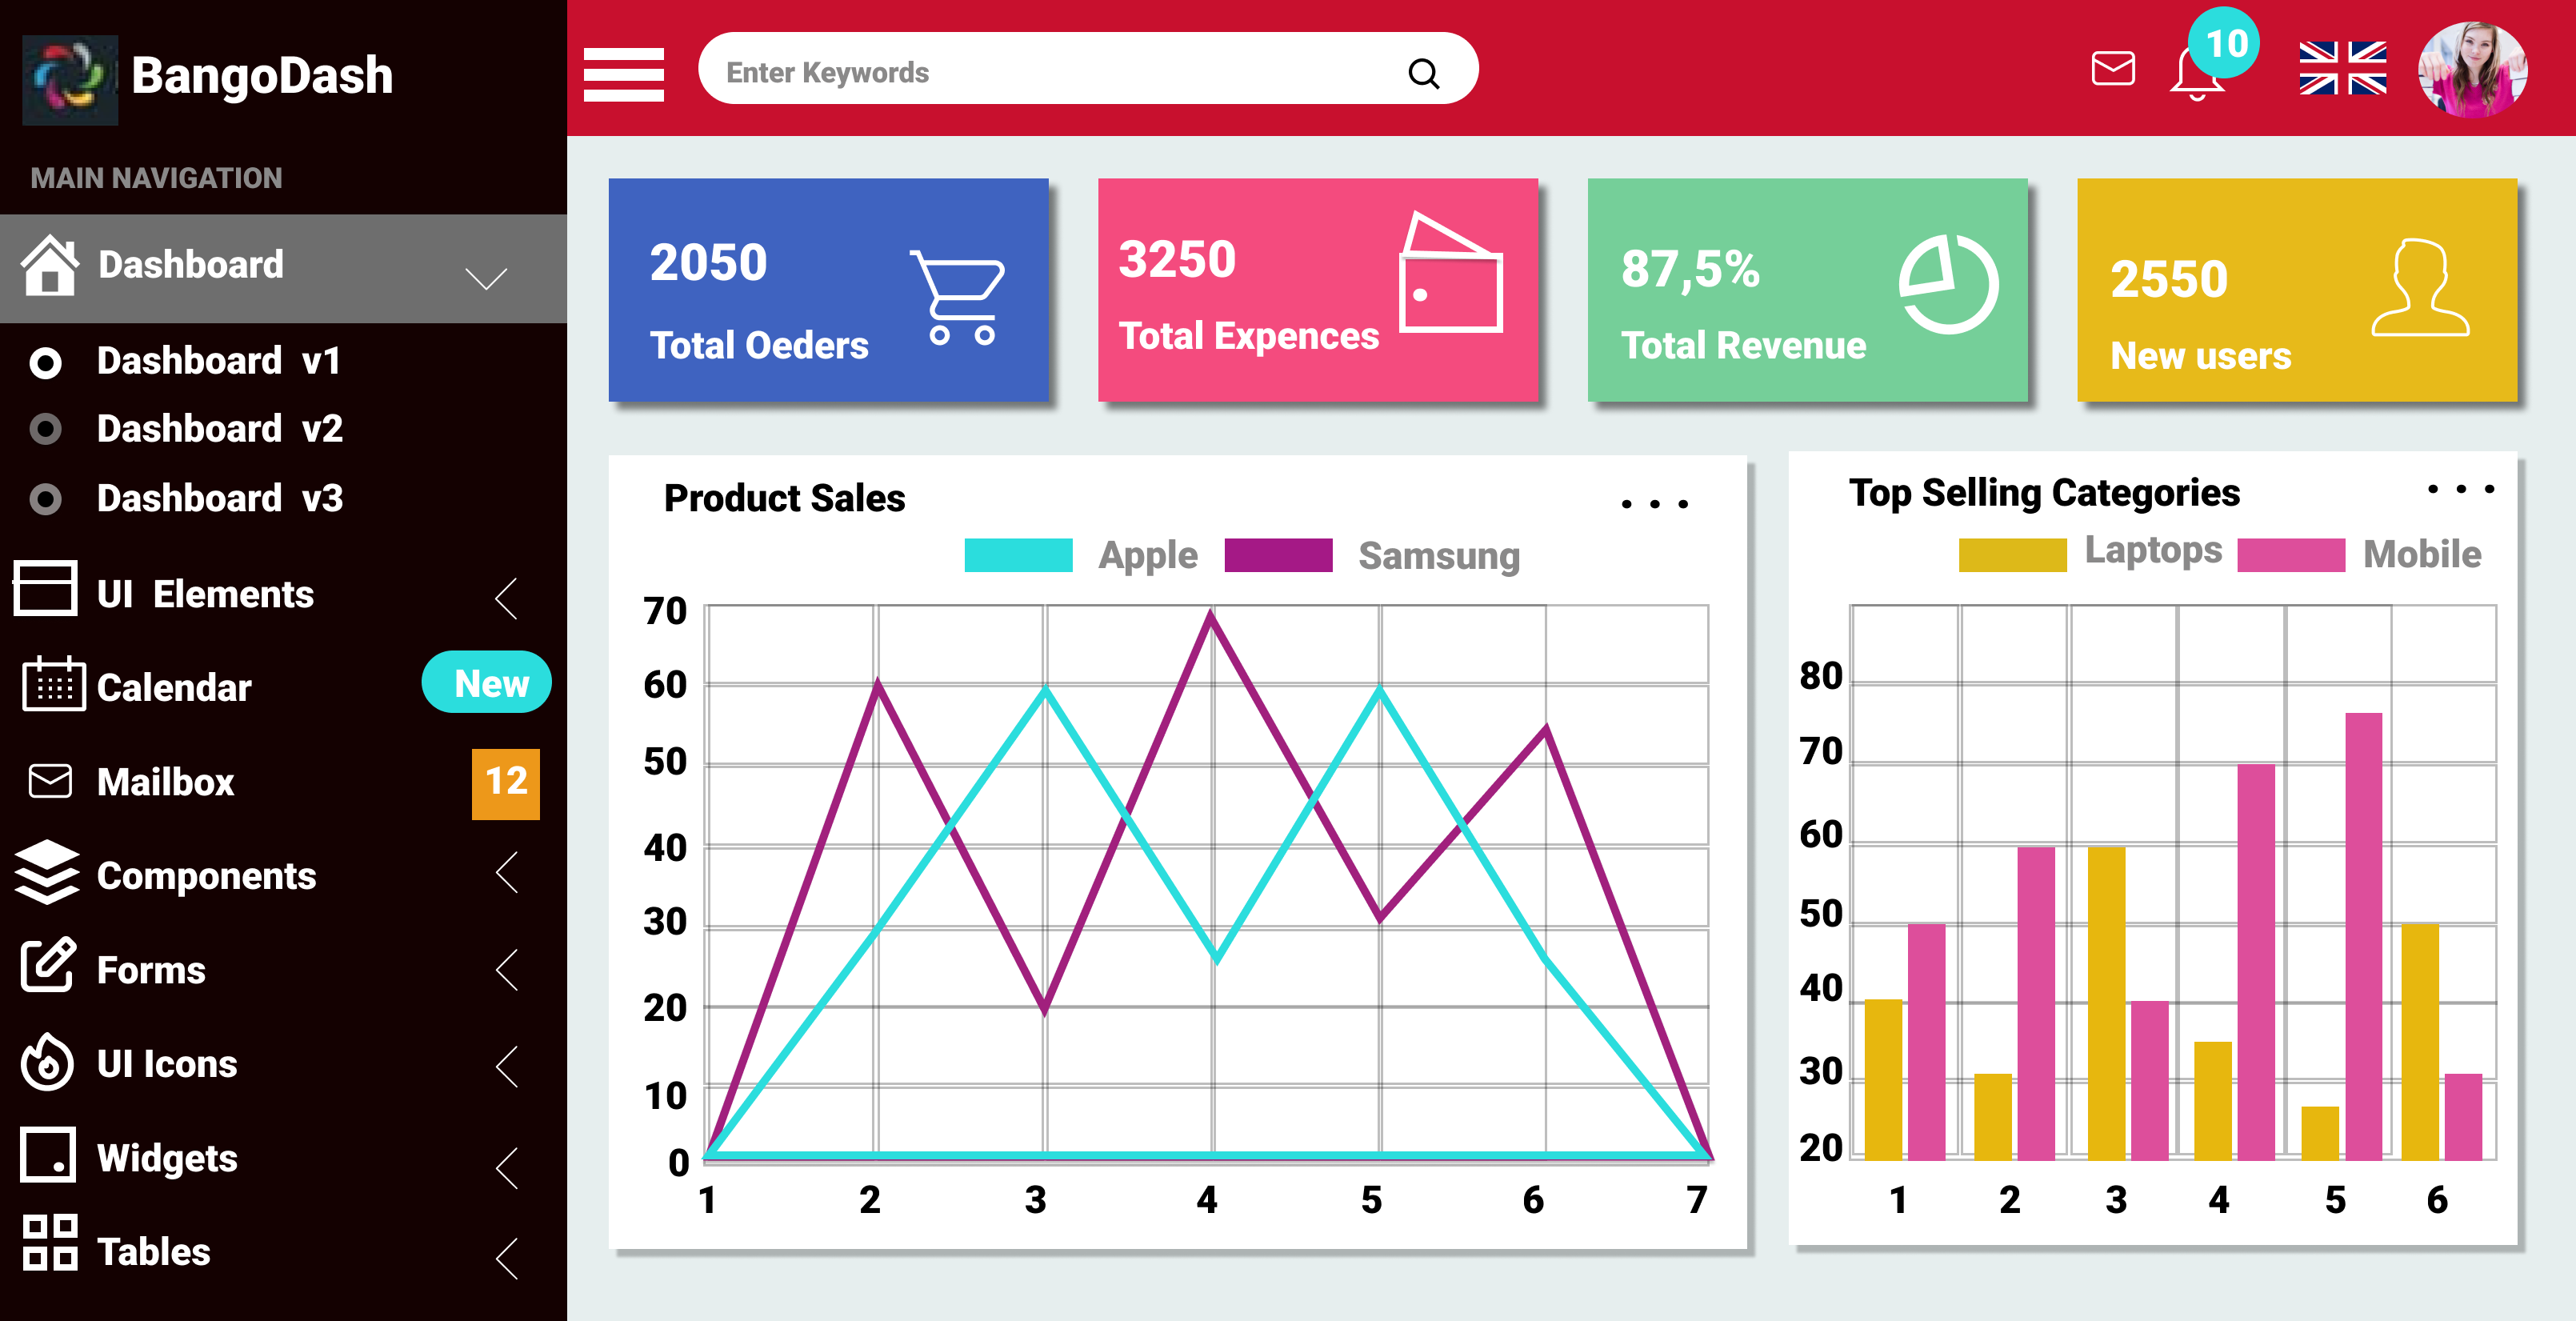 BangoDash
MAIN NAVIGATION
Dashboard
Dashboard v1
Dashboard v2
Dashboard v3
UI Elements
Calendar
New
Mailbox
12
Components
Forms
UI Icons
Widgets
Tables
Enter Keywords
10
2050
Total Oeders
3250
Total Expences
87,5%
Total Revenue
2550
New users
Product Sales
Apple
Samsung
70
60
50
40
30
20
10
0
1 2 3 4 5 6 7
Top Selling Categories
Laptops
Mobile
80
70
60
50
40
30
20
1 2 3 4 5 6